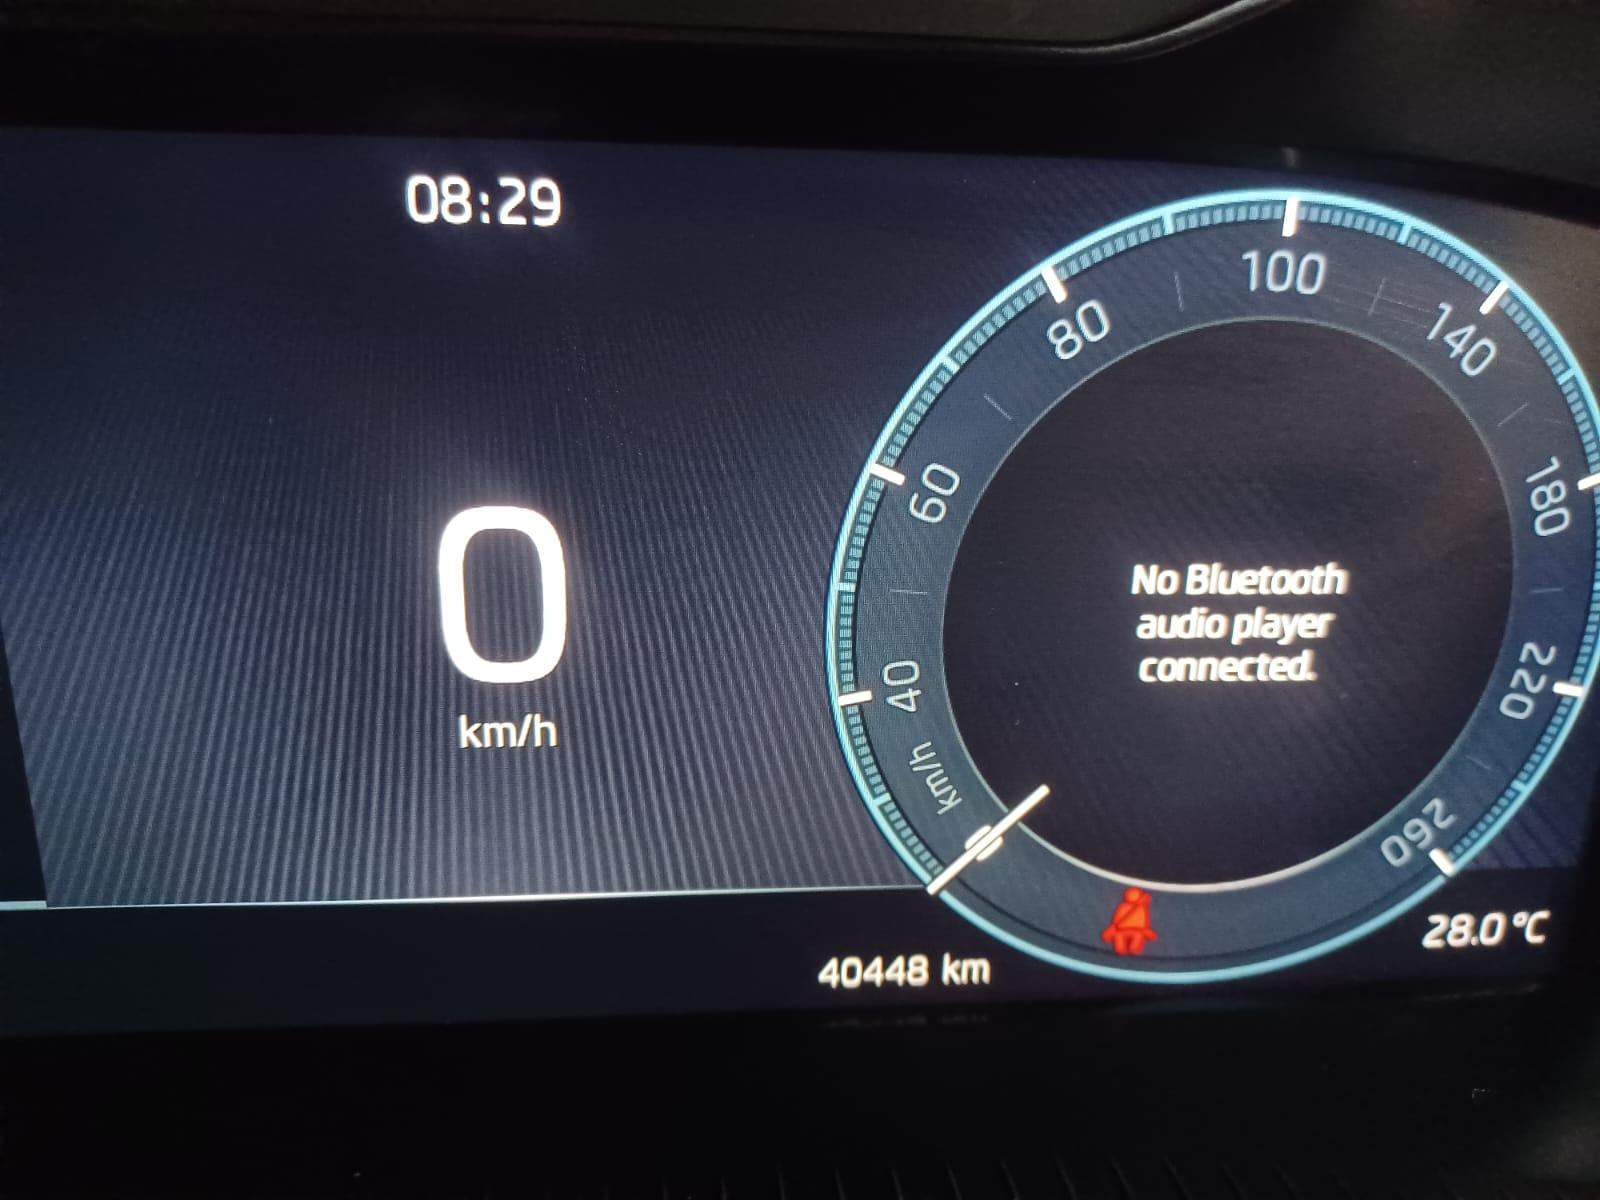 08:29
0
km/h
100
80
140
60
180
40
220
km/h
260
No Bluetooth
audio player
connected.
40448 km
28.0 °C